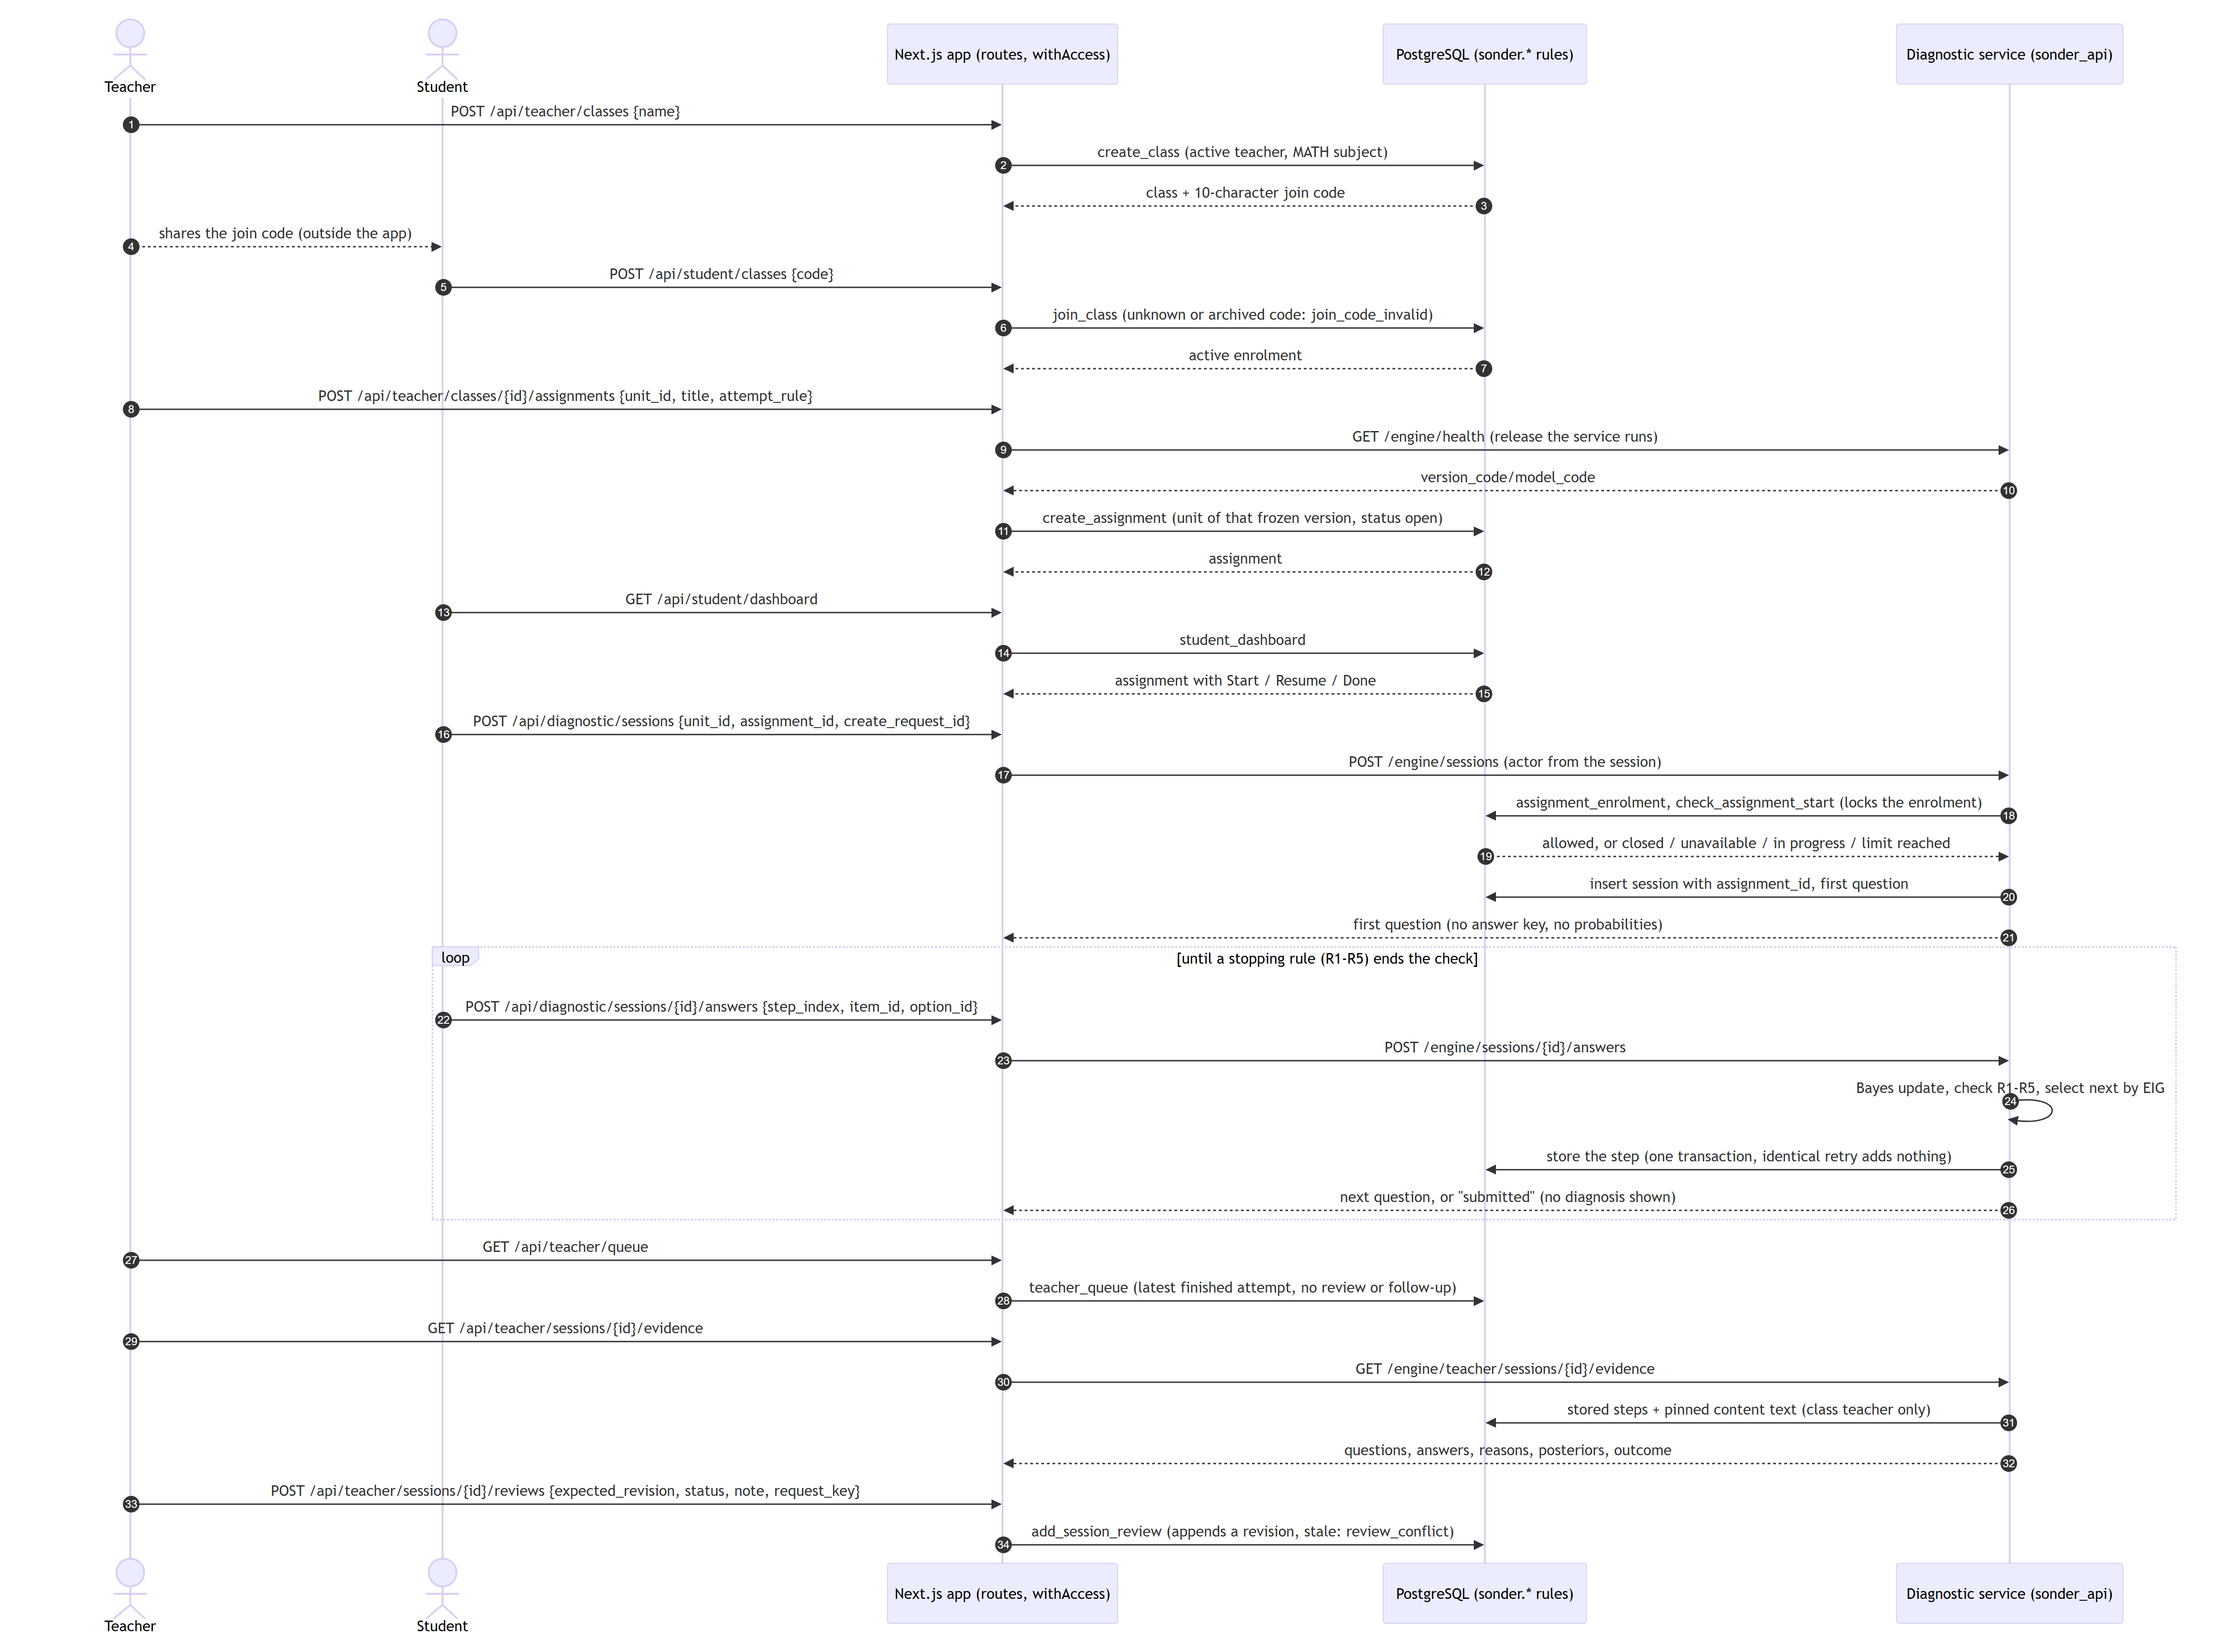 Teacher
Student
Next.js app (routes, withAccess)
PostgreSQL (sonder.* rules)
Diagnostic service (sonder_api)
POST /api/teacher/classes {name}
1
create_class (active teacher, MATH subject)
2
class + 10-character join code
3
shares the join code (outside the app)
4
POST /api/student/classes {code}
5
join_class (unknown or archived code: join_code_invalid)
6
active enrolment
7
POST /api/teacher/classes/{id}/assignments {unit_id, title, attempt_rule}
8
GET /engine/health (release the service runs)
9
version_code/model_code
10
create_assignment (unit of that frozen version, status open)
11
assignment
12
GET /api/student/dashboard
13
student_dashboard
14
assignment with Start / Resume / Done
15
POST /api/diagnostic/sessions {unit_id, assignment_id, create_request_id}
16
POST /engine/sessions (actor from the session)
17
assignment_enrolment, check_assignment_start (locks the enrolment)
18
allowed, or closed / unavailable / in progress / limit reached
19
insert session with assignment_id, first question
20
first question (no answer key, no probabilities)
21
loop
[until a stopping rule (R1-R5) ends the check]
POST /api/diagnostic/sessions/{id}/answers {step_index, item_id, option_id}
22
POST /engine/sessions/{id}/answers
23
Bayes update, check R1-R5, select next by EIG
24
store the step (one transaction, identical retry adds nothing)
25
next question, or "submitted" (no diagnosis shown)
26
GET /api/teacher/queue
27
teacher_queue (latest finished attempt, no review or follow-up)
28
GET /api/teacher/sessions/{id}/evidence
29
GET /engine/teacher/sessions/{id}/evidence
30
stored steps + pinned content text (class teacher only)
31
questions, answers, reasons, posteriors, outcome
32
POST /api/teacher/sessions/{id}/reviews {expected_revision, status, note, request_key}
33
add_session_review (appends a revision, stale: review_conflict)
34
Teacher
Student
Next.js app (routes, withAccess)
PostgreSQL (sonder.* rules)
Diagnostic service (sonder_api)